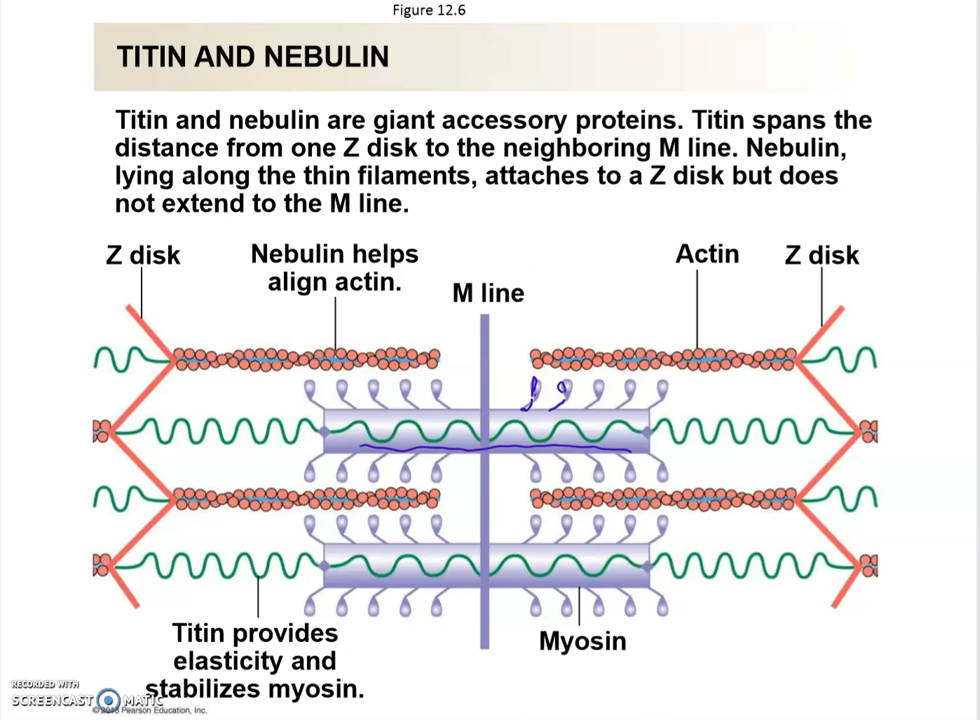 Figure 12.6
TITIN AND NEBULIN
Titin and nebulin are giant accessory proteins. Titin spans the
distance from one Z disk to the neighboring M line. Nebulin,
lying along the thin filaments, attaches to a Z disk but does
not extend to the M line.
Z disk
Nebulin helps
align actin.
M line
Actin
Z disk
Titin provides
elasticity and
stabilizes myosin.
Myosin
RECORDED WITH
SCREENCAST MATIC
Pearson Education, Inc.